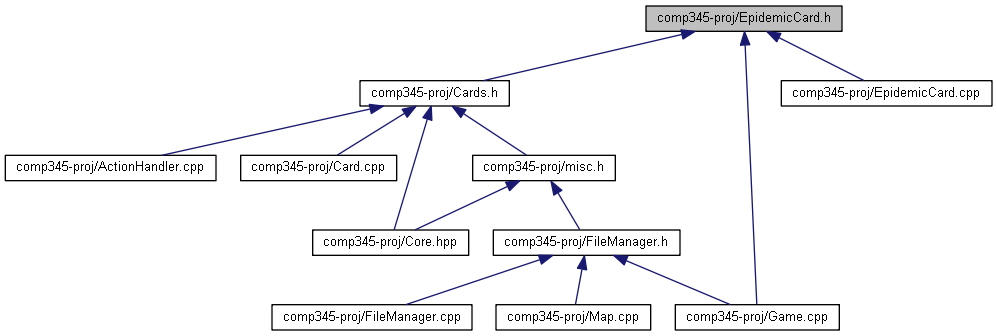 comp345-proj/EpidemicCard.h
comp345-proj/Cards.h
comp345-proj/EpidemicCard.cpp
comp345-proj/ActionHandler.cpp
comp345-proj/Card.cpp
comp345-proj/misc.h
comp345-proj/Core.hpp
comp345-proj/FileManager.h
comp345-proj/FileManager.cpp
comp345-proj/Map.cpp
comp345-proj/Game.cpp